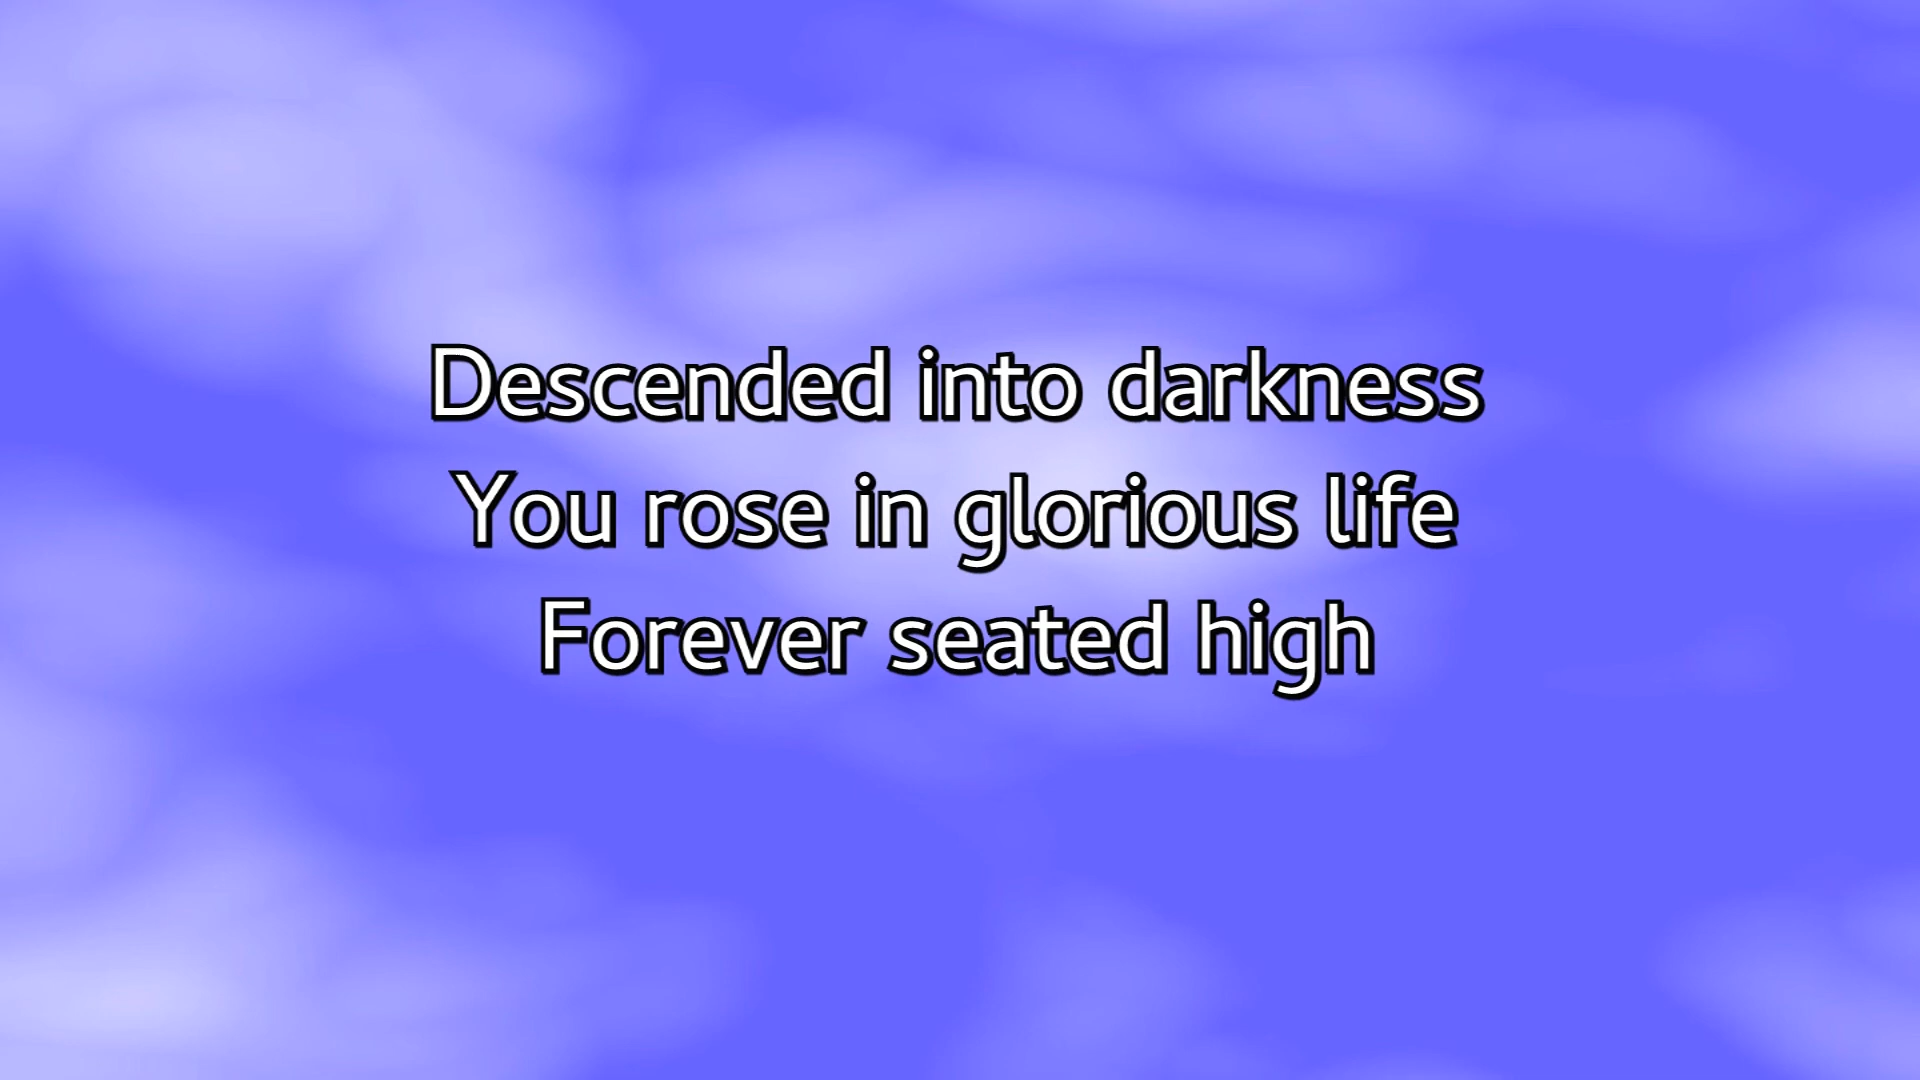 Descended into darkness
You rose in glorious life
Forever seated high